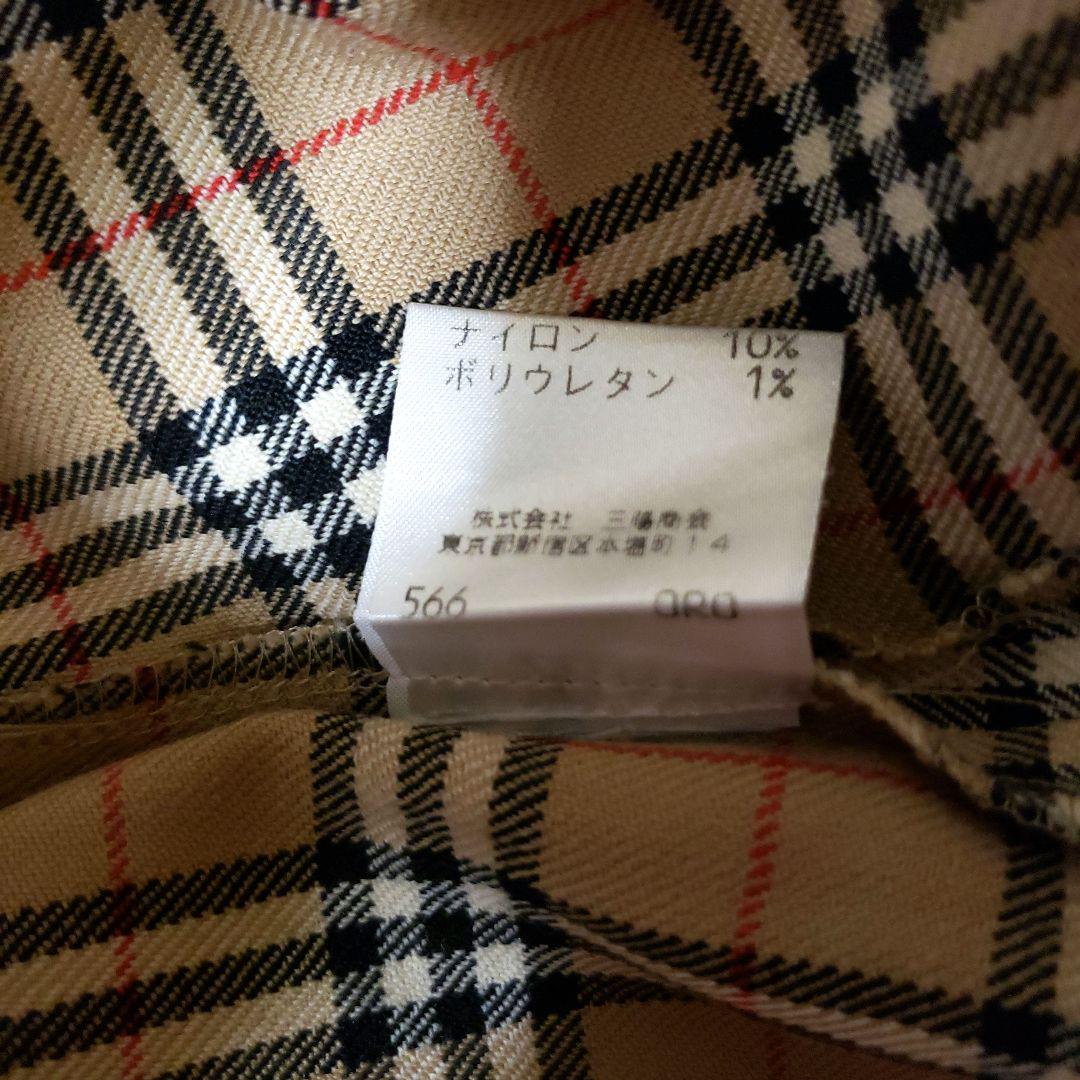 ナイロン 10%
ポリウレタン 1%
株式会社 三陽商会
東京都新宿区本塩町14
566